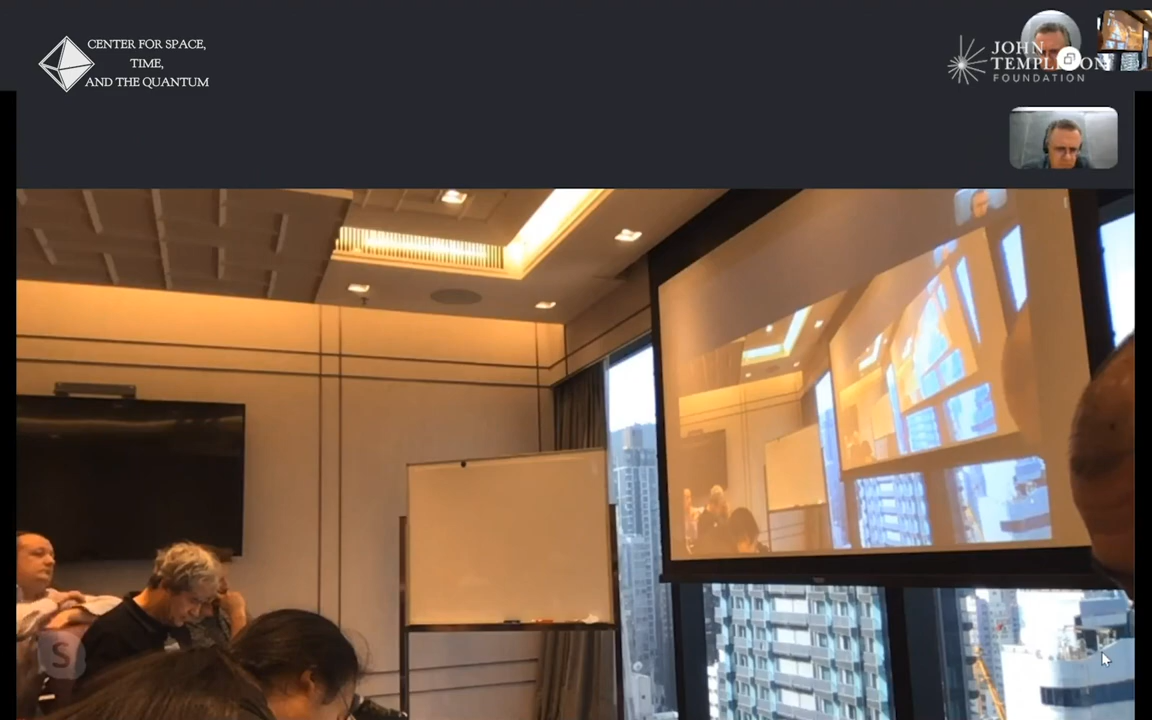 CENTER FOR SPACE,
TIME,
AND THE QUANTUM
JOHN
TEMPLETON
FOUNDATION
S